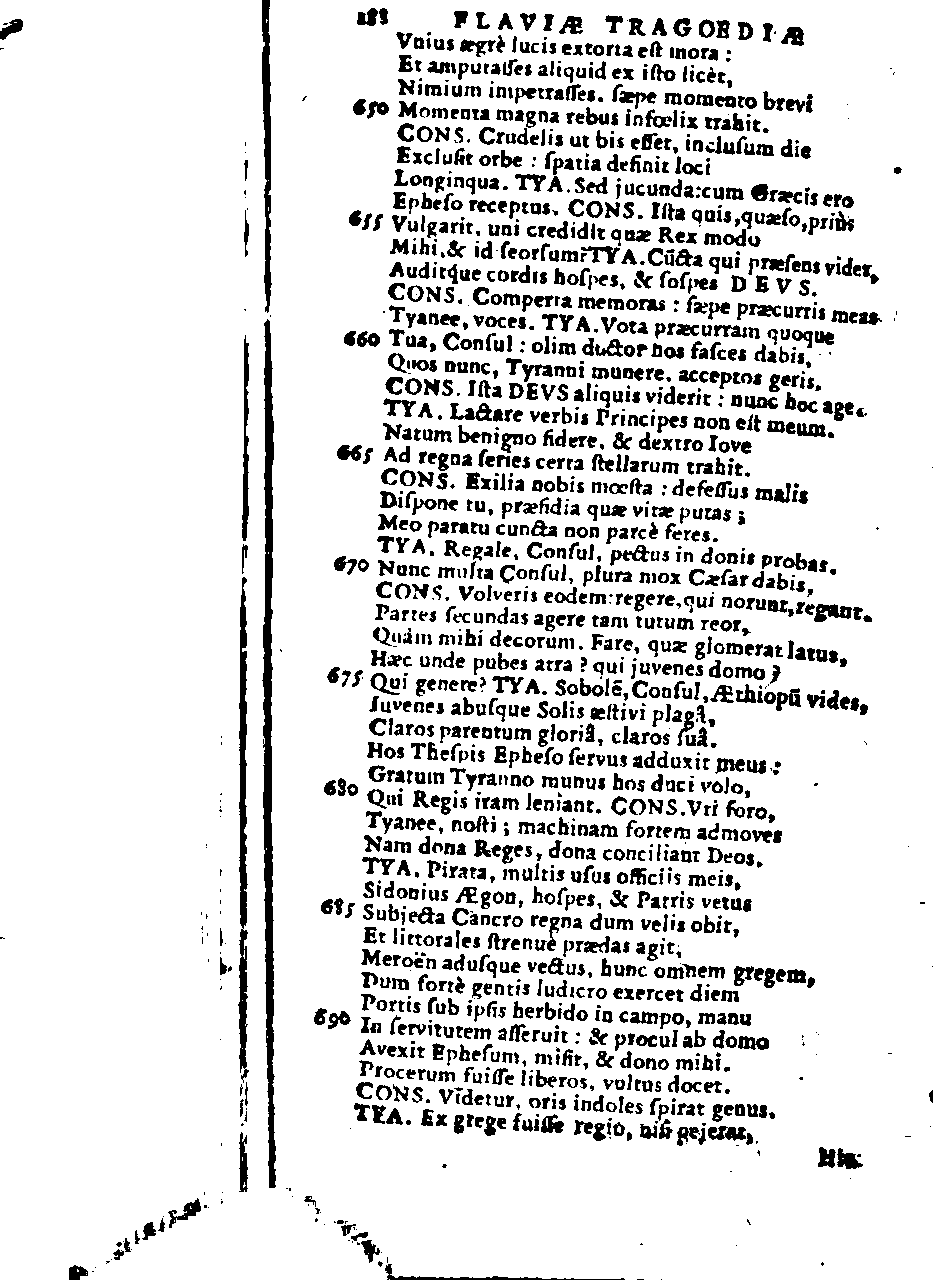 188 FLAVIÆ TRAGOEDIÆ
Vnius ægrè lucis extorta est mora :
Et amputasses aliquid ex isto licèt,
Nimium impetrasses. sæpe momento brevi
650 Momenta magna rebus infœlix trahit.
CONS. Crudelis ut bis esset, inclusum die
Exclusit orbe : spatia definit loci
Longinqua. TYA. Sed jucunda: cum Græcis ero
Epheso receptus. CONS. Ista quis, quæso, priùs
655 Vulgarit, uni credidit quæ Rex modo
Mihi, & id seorsum? TYA. Cũcta qui præsens videt,
Auditque cordis hospes, & sospes DEVS.
CONS. Comperta memoras : sæpe præcurris meas
Tyanee, voces. TYA. Vota præcurram quoque
660 Tua, Consul : olim ductor hos fasces dabis,
Quos nunc, Tyranni munere, acceptos geris.
CONS. Ista DEVS aliquis viderit : nunc hoc age.
TYA. Lactare verbis Principes non est meum.
Natum benigno sidere, & dextro Iove
665 Ad regna series certa stellarum trahit.
CONS. Exilia nobis mœsta : defessus malis
Dispone tu, præsidia quæ vitæ putas ;
Meo paratu cuncta non parcè feres.
TYA. Regale, Consul, pectus in donis probas.
670 Nunc multa Consul, plura mox Cæsar dabis,
CONS. Volveris eodem: regere, qui norunt, regant.
Partes secundas agere tam tutum reor,
Quàm mihi decorum. Fare, quæ glomerat latus,
Hæc unde pubes atra ? qui juvenes domo ?
675 Qui genere? TYA. Sobolẽ, Consul, Æthiopũ vides,
Juvenes abusque Solis æstivi plagâ,
Claros parentum gloriâ, claros suâ.
Hos Thespis Epheso servus adduxit meus :
Gratum Tyranno munus hos duci volo,
680 Qui Regis iram leniant. CONS. Vti foro,
Tyanee, nosti ; machinam fortem admoves
Nam dona Reges, dona conciliant Deos.
TYA. Pirata, multis usus officiis meis,
Sidonius Ægon, hospes, & Patris vetus
685 Subjecta Cancro regna dum velis obit,
Et littorales strenuè prædas agit,
Meroën adusque vectus, hunc omnem gregem,
Dum fortè gentis ludicro exercet diem
Portis sub ipsis herbido in campo, manu
690 In servitutem asseruit : & procul ab domo
Avexit Ephesum, misit, & dono mihi.
Procerum fuisse liberos, vultus docet.
CONS. Videtur, oris indoles spirat genus.
TYA. Ex grege fuisse regio, nisi pejerat,